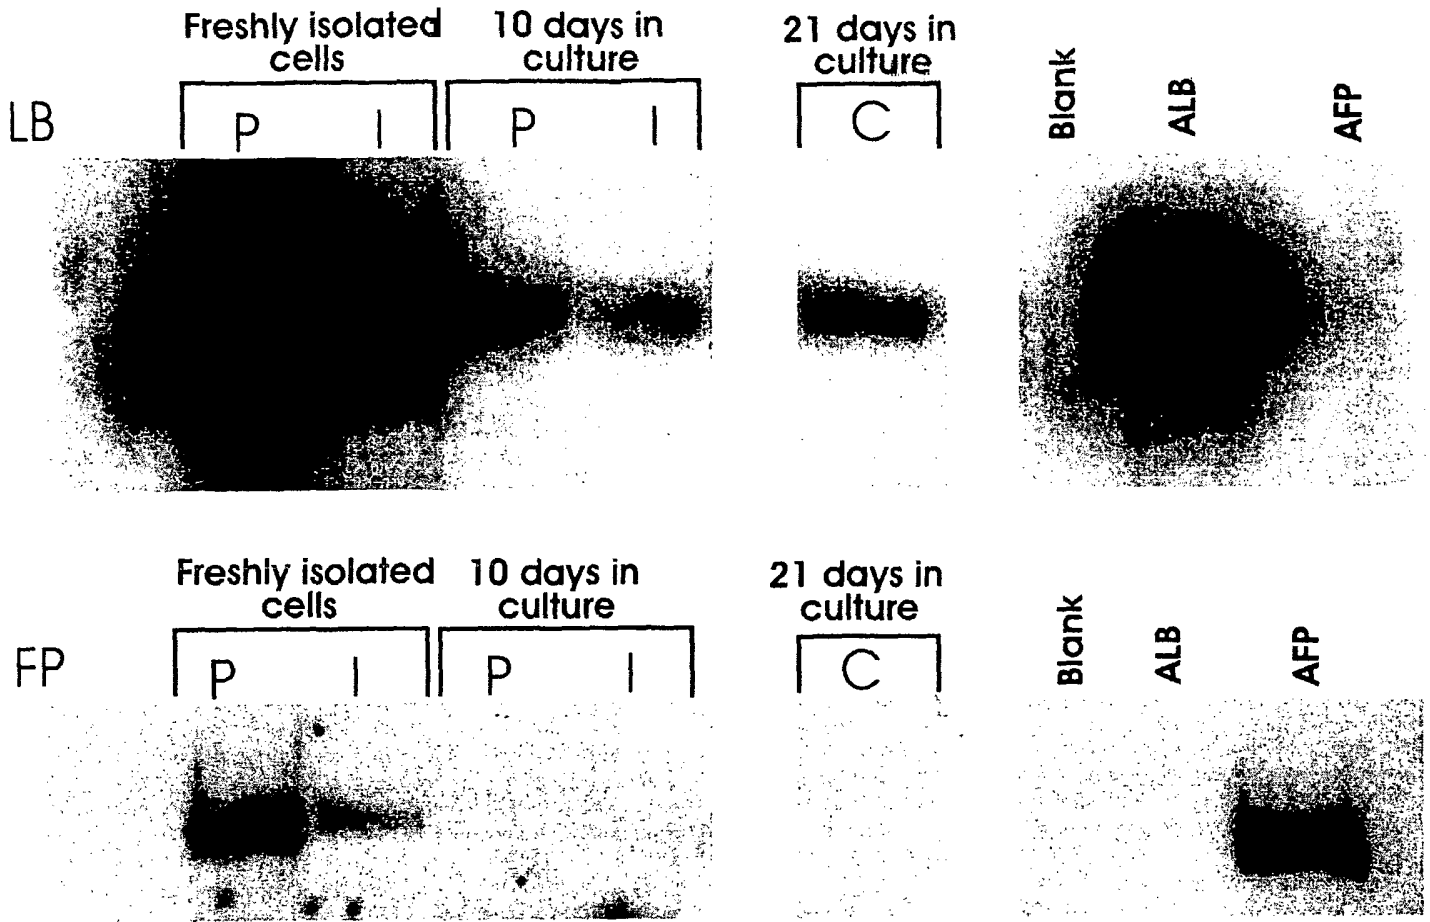 Freshly isolated cells
10 days in culture
21 days in culture
Blank
ALB
AFP
LB
P
I
P
I
C
Freshly isolated cells
10 days in culture
21 days in culture
Blank
ALB
AFP
FP
P
I
P
I
C